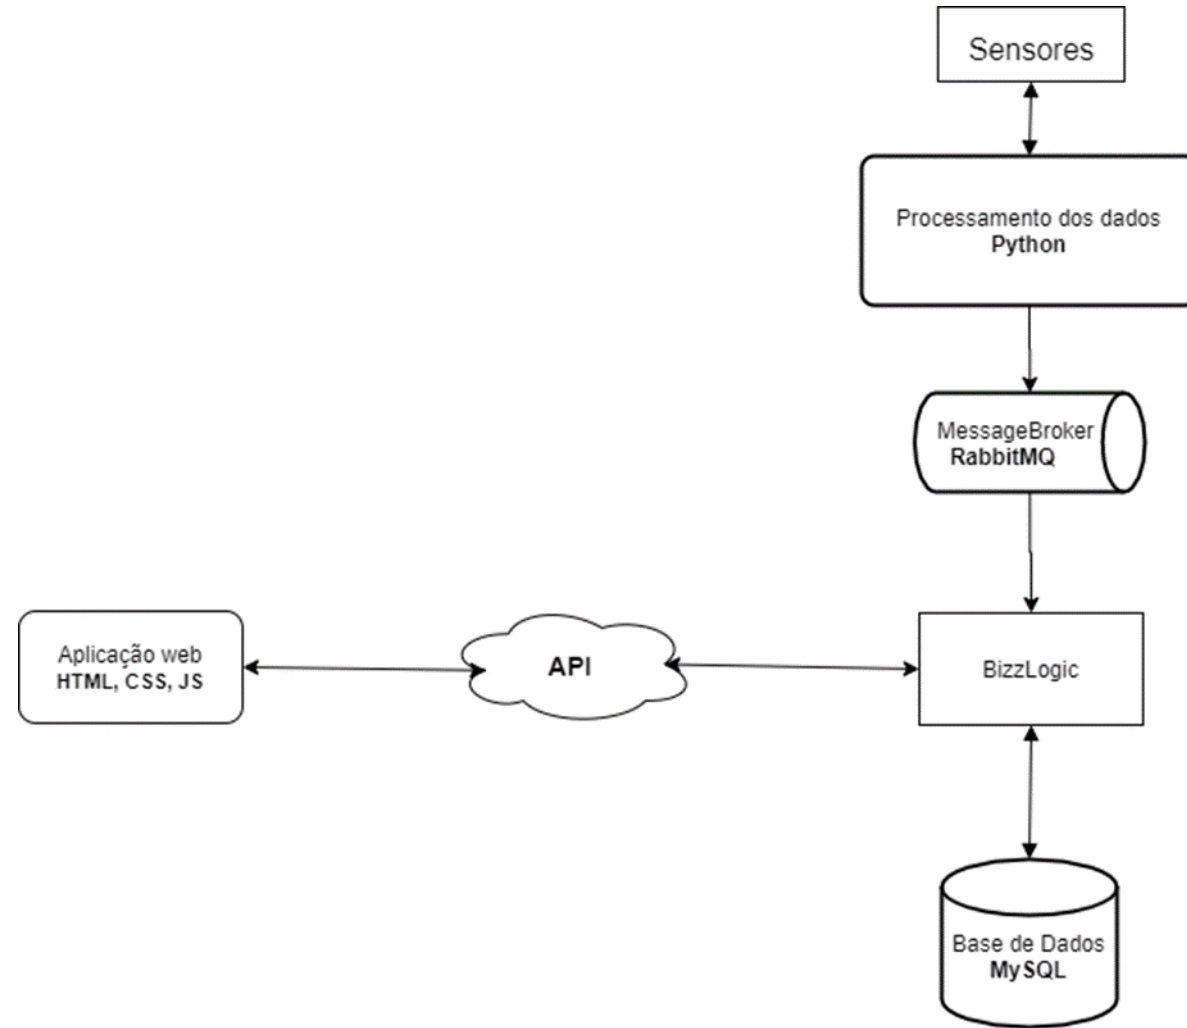 Sensores
Processamento dos dados
Python
MessageBroker
RabbitMQ
Aplicação web
HTML, CSS, JS
API
BizzLogic
Base de Dados
MySQL